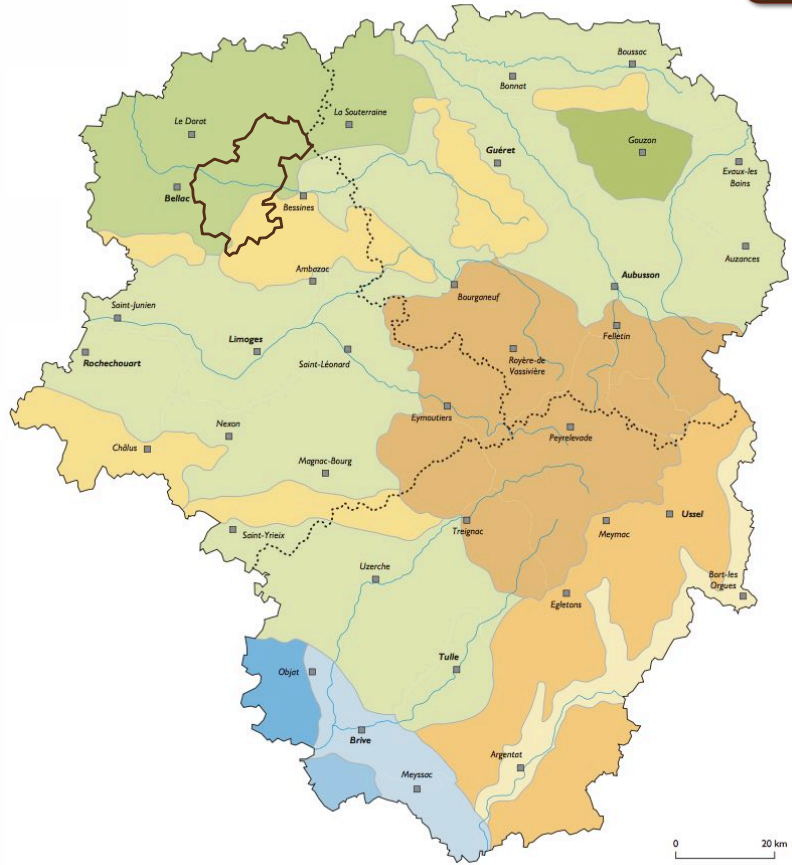 Boussac
Bonnat
La Souterraine
Le Dorat
Gouzon
Guéret
Evaux-les
Bains
Bellac
Bessines
Auzances
Ambazac
Aubusson
Bourganeuf
Saint-Junien
Felletin
Limoges
Saint-Léonard
Royère-de
Vassivière
Rochechouart
Eymoutiers
Peyrelevade
Nexon
Châlus
Magnac-Bourg
Ussel
Saint-Yrieix
Treignac
Meymac
Uzerche
Bort-les
Orgues
Egletons
Tulle
Objat
Brive
Argentat
Meyssac
0 20 km